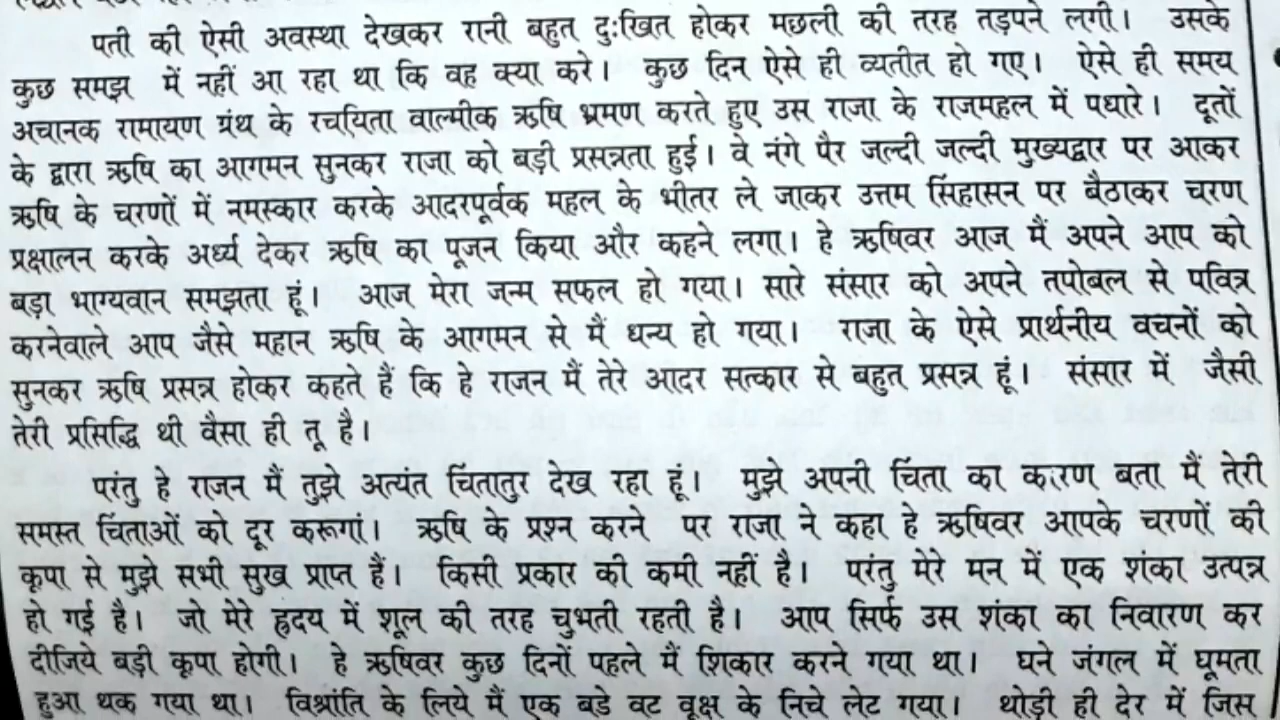 पती की ऐसी अवस्था देखकर रानी बहुत दुःखित होकर मछली की तरह तड़पने लगी। उसके
कुछ समझ में नहीं आ रहा था कि वह क्या करे। कुछ दिन ऐसे ही व्यतीत हो गए। ऐसे ही समय
अचानक रामायण ग्रंथ के रचयिता वाल्मीक ऋषि भ्रमण करते हुए उस राजा के राजमहल में पधारे। दूतों
के द्वारा ऋषि का आगमन सुनकर राजा को बड़ी प्रसन्नता हुई। वे नंगे पैर जल्दी जल्दी मुख्यद्वार पर आकर
ऋषि के चरणों में नमस्कार करके आदरपूर्वक महल के भीतर ले जाकर उत्तम सिंहासन पर बैठाकर चरण
प्रक्षालन करके अर्ध्य देकर ऋषि का पूजन किया और कहने लगा। हे ऋषिवर आज मैं अपने आप को
बड़ा भाग्यवान समझता हूं। आज मेरा जन्म सफल हो गया। सारे संसार को अपने तपोबल से पवित्र
करनेवाले आप जैसे महान ऋषि के आगमन से मैं धन्य हो गया। राजा के ऐसे प्रार्थनीय वचनों को
सुनकर ऋषि प्रसन्न होकर कहते हैं कि हे राजन मैं तेरे आदर सत्कार से बहुत प्रसन्न हूं। संसार में जैसी
तेरी प्रसिद्धि थी वैसा ही तू है।
परंतु हे राजन मैं तुझे अत्यंत चिंतातुर देख रहा हूं। मुझे अपनी चिंता का कारण बता मैं तेरी
समस्त चिंताओं को दूर करूगां। ऋषि के प्रश्न करने पर राजा ने कहा हे ऋषिवर आपके चरणों की
कृपा से मुझे सभी सुख प्राप्त हैं। किसी प्रकार की कमी नहीं है। परंतु मेरे मन में एक शंका उत्पन्न
हो गई है। जो मेरे हृदय में शूल की तरह चुभती रहती है। आप सिर्फ उस शंका का निवारण कर
दीजिये बड़ी कृपा होगी। हे ऋषिवर कुछ दिनों पहले मैं शिकार करने गया था। घने जंगल में घूमता
हुआ थक गया था। विश्रांति के लिये मैं एक बडे वट वृक्ष के निचे लेट गया। थोड़ी ही देर में जिस